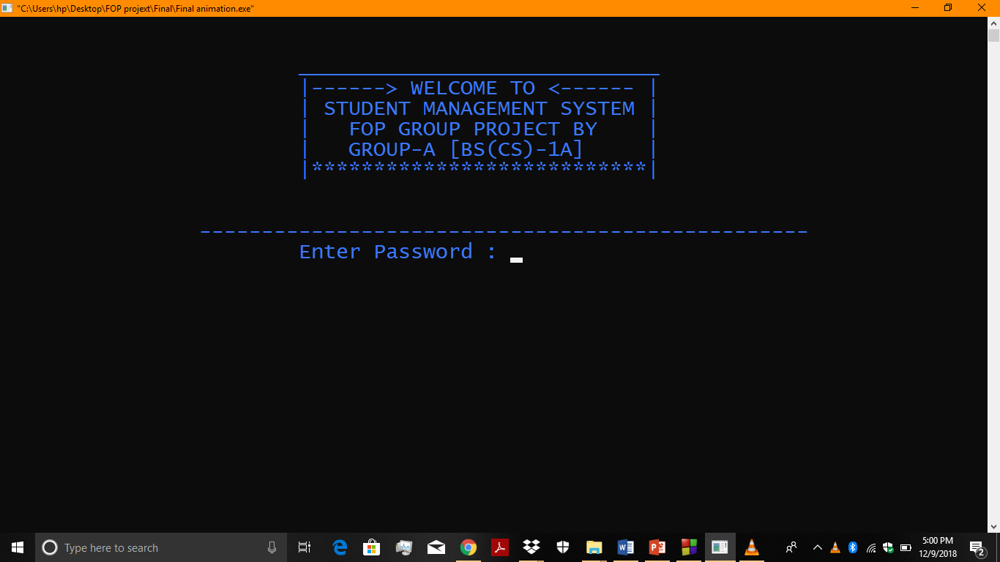 "C:\Users\hp\Desktop\FOP projext\Final\Final animation.exe"
|------> WELCOME TO <------ |
| STUDENT MANAGEMENT SYSTEM |
| FOP GROUP PROJECT BY |
| GROUP-A [BS(CS)-1A] |
|***************************|
-------------------------------------------------
Enter Password : _
Type here to search
5:00 PM
12/9/2018
2